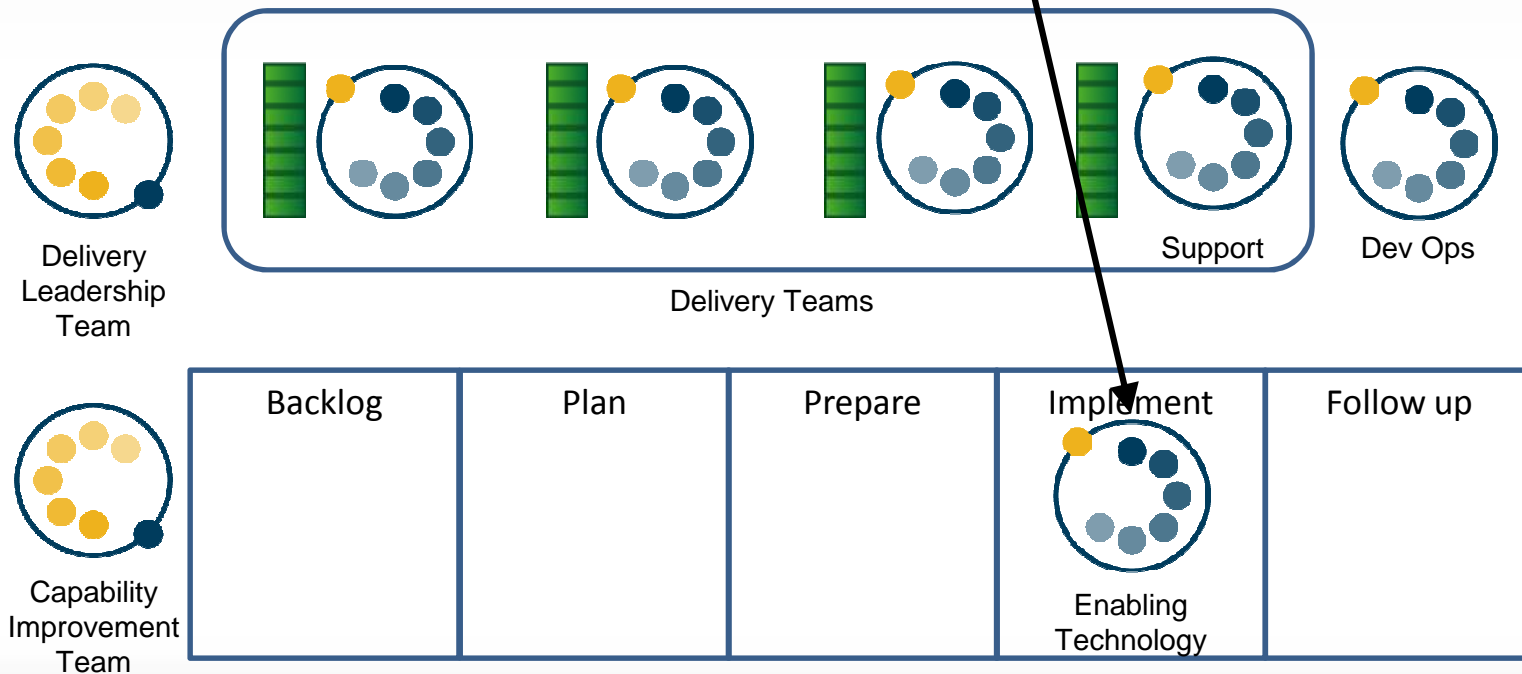 Delivery
Leadership
Team
Support
Dev Ops
Delivery Teams
Backlog
Plan
Prepare
Implement
Follow up
Capability
Improvement
Team
Enabling
Technology